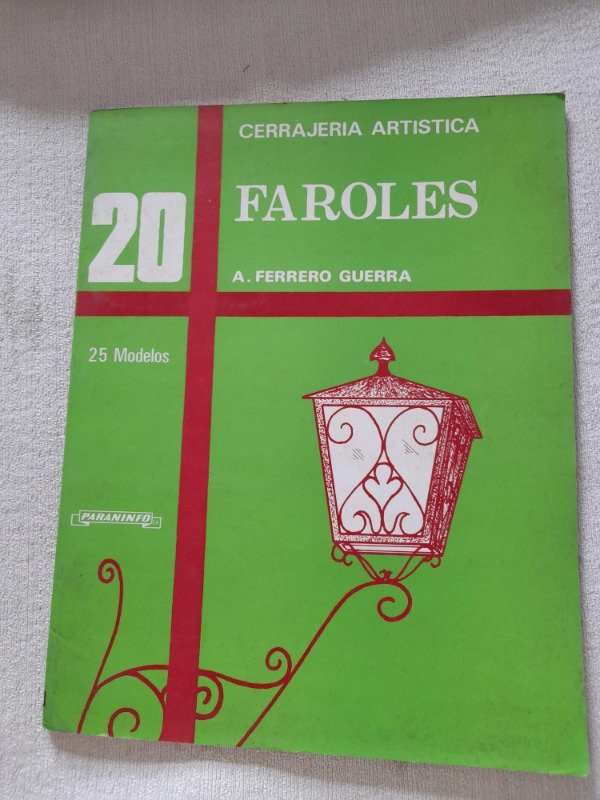 CERRAJERIA ARTISTICA
20
FAROLES
A. FERRERO GUERRA
25 Modelos
PARANINFO